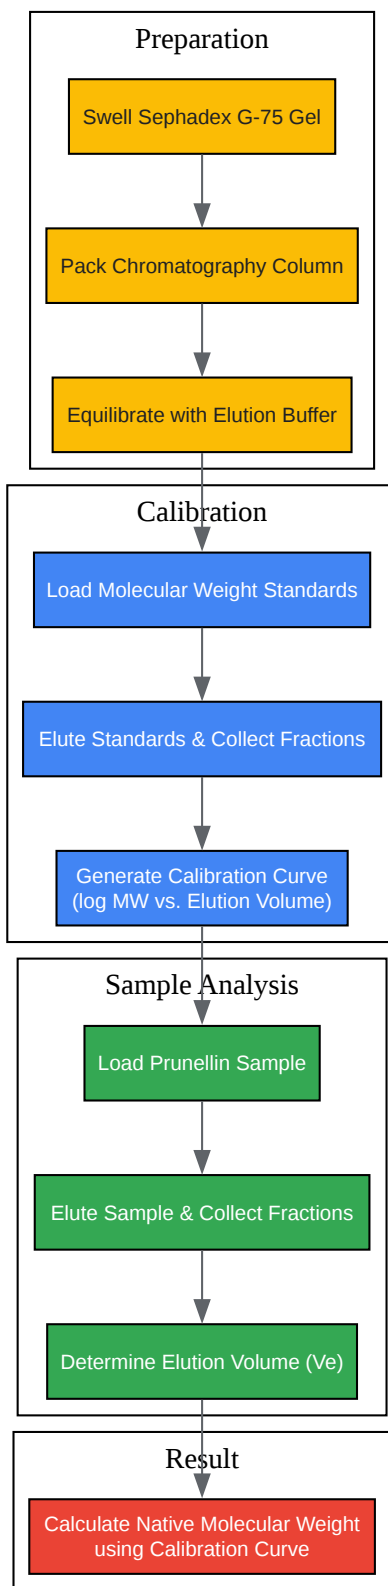 Preparation
Swell Sephadex G-75 Gel
Pack Chromatography Column
Equilibrate with Elution Buffer
Calibration
Load Molecular Weight Standards
Elute Standards & Collect Fractions
Generate Calibration Curve
(log MW vs. Elution Volume)
Sample Analysis
Load Prunellin Sample
Elute Sample & Collect Fractions
Determine Elution Volume (Ve)
Result
Calculate Native Molecular Weight
using Calibration Curve